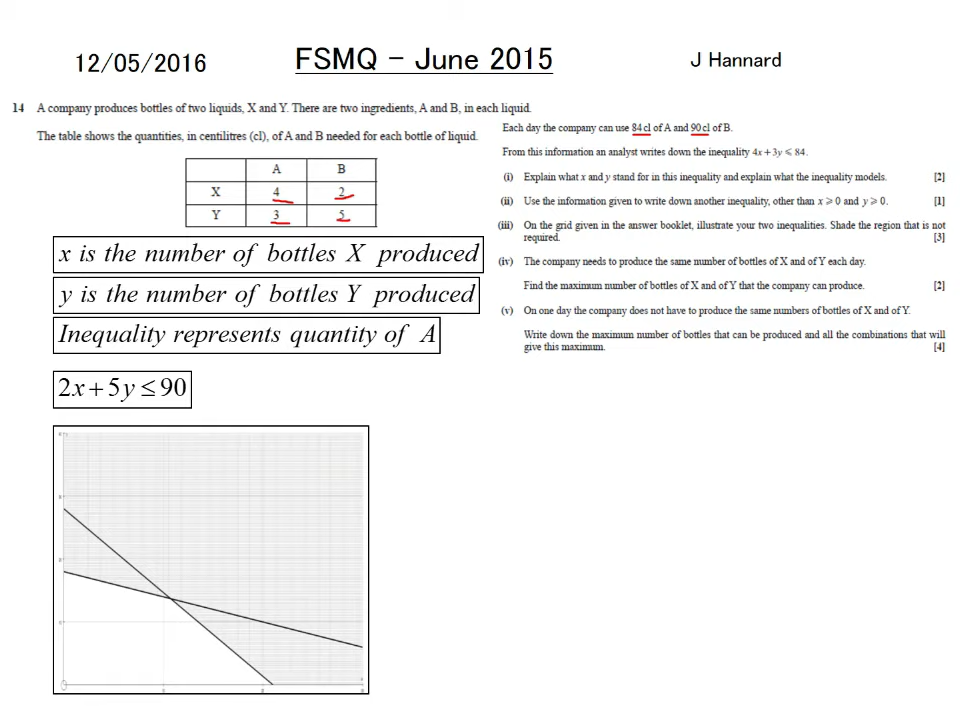 12/05/2016
FSMQ – June 2015
J Hannard
14 A company produces bottles of two liquids, X and Y. There are two ingredients, A and B, in each liquid.
The table shows the quantities, in centilitres (cl), of A and B needed for each bottle of liquid.
A B
X 4 2
Y 3 5
x is the number of bottles X produced
y is the number of bottles Y produced
Inequality represents quantity of A
2x + 5y ≤ 90
Each day the company can use 84 cl of A and 90 cl of B.
From this information an analyst writes down the inequality 4x + 3y ⩽ 84.
(i) Explain what x and y stand for in this inequality and explain what the inequality models. [2]
(ii) Use the information given to write down another inequality, other than x ⩾ 0 and y ⩾ 0. [1]
(iii) On the grid given in the answer booklet, illustrate your two inequalities. Shade the region that is not
required. [3]
(iv) The company needs to produce the same number of bottles of X and of Y each day.
Find the maximum number of bottles of X and of Y that the company can produce. [2]
(v) On one day the company does not have to produce the same numbers of bottles of X and of Y.
Write down the maximum number of bottles that can be produced and all the combinations that will
give this maximum. [4]